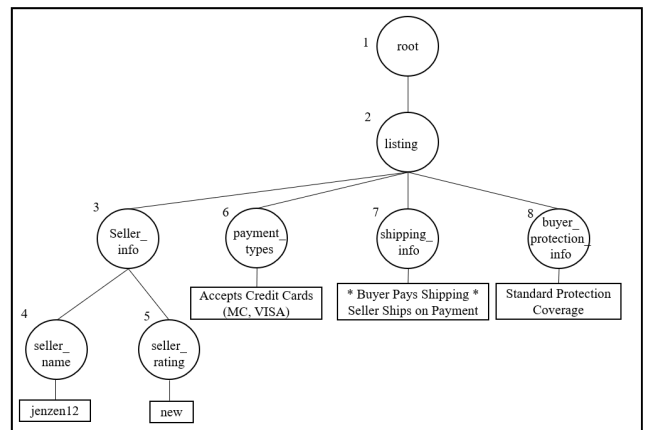 1
root
2
listing
3
Seller_
info
6
payment_
types
7
shipping_
info
8
buyer_
protection_
info
Accepts Credit Cards
(MC, VISA)
* Buyer Pays Shipping *
Seller Ships on Payment
Standard Protection
Coverage
4
seller_
name
5
seller_
rating
jenzen12
new